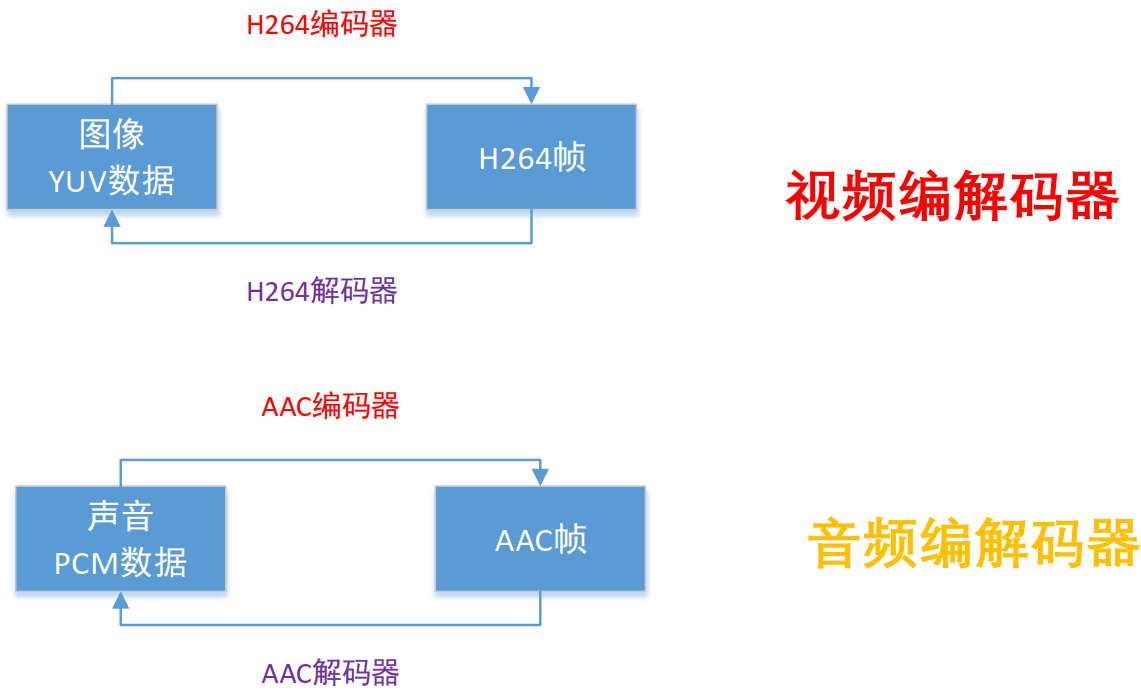 H264编码器
图像
YUV数据
H264帧
视频编解码器
H264解码器
AAC编码器
声音
PCM数据
AAC帧
音频编解码器
AAC解码器